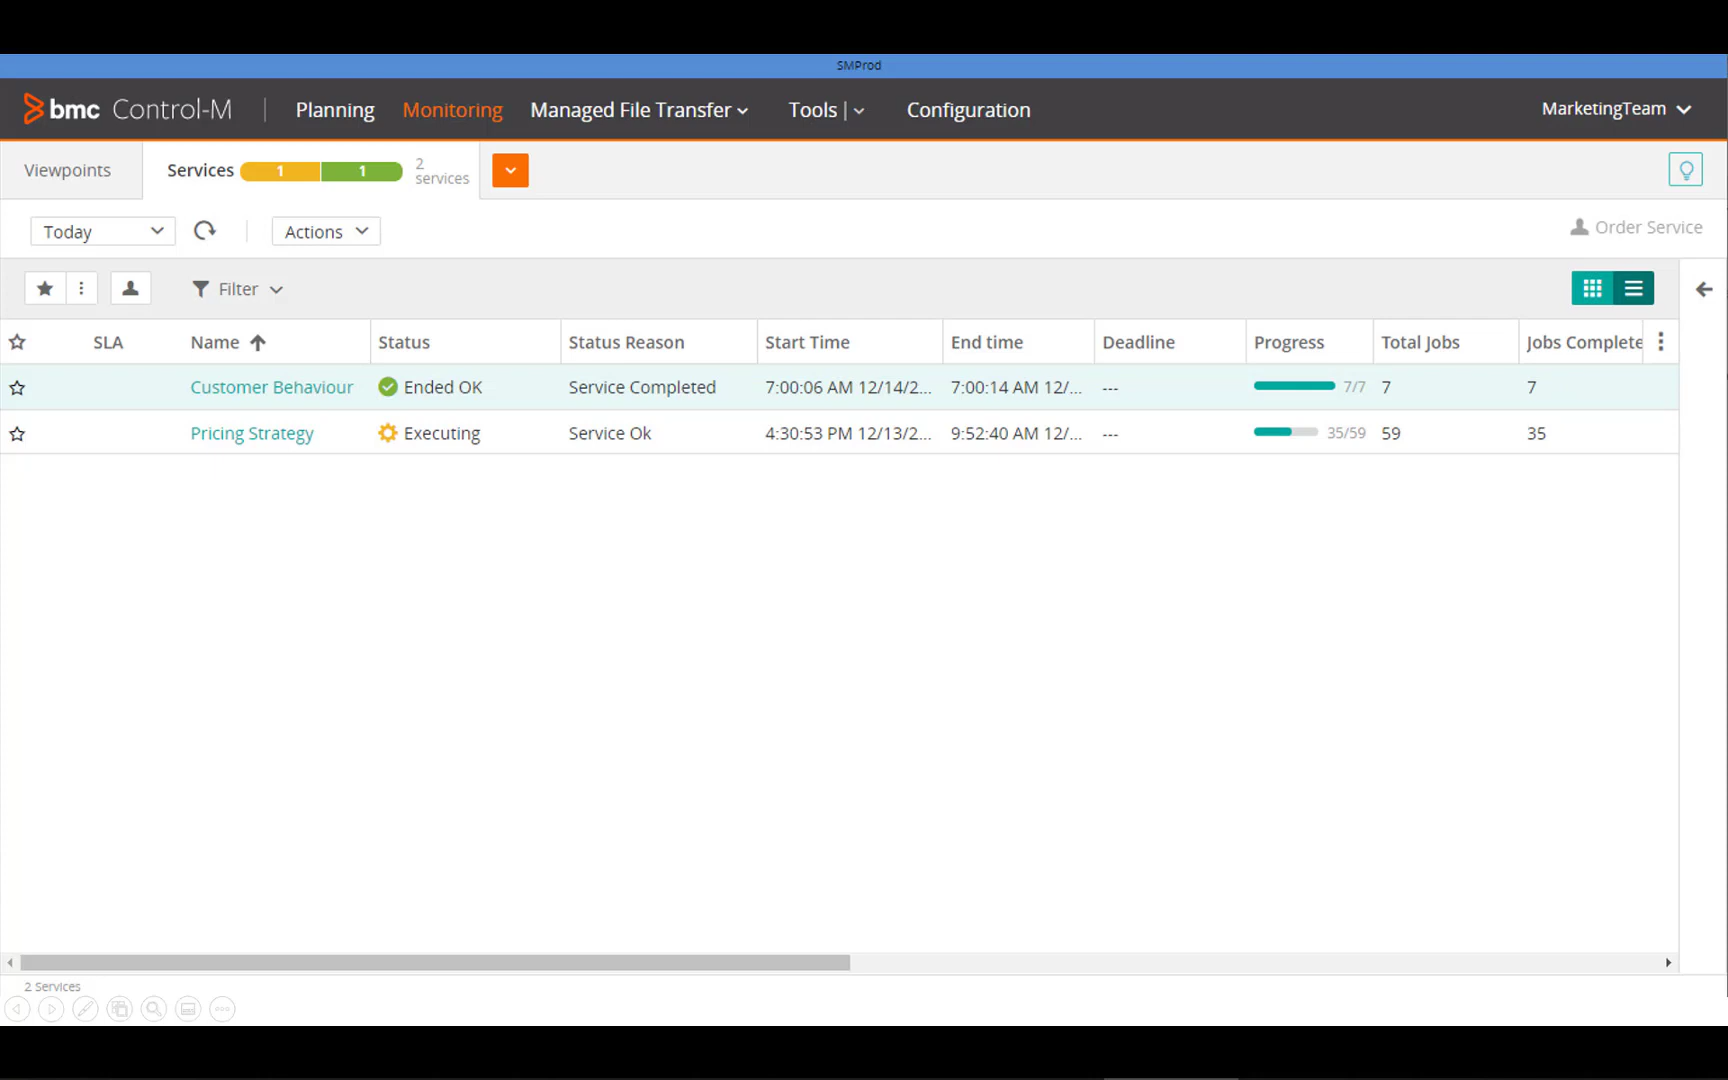 SMProd
bmc Control-M Planning Monitoring Managed File Transfer Tools Configuration MarketingTeam
Viewpoints Services 1 1 2 services
Today Actions Order Service
Filter
SLA Name Status Status Reason Start Time End time Deadline Progress Total Jobs Jobs Complete
Customer Behaviour Ended OK Service Completed 7:00:06 AM 12/14/2... 7:00:14 AM 12/... --- 7/7 7 7
Pricing Strategy Executing Service Ok 4:30:53 PM 12/13/2... 9:52:40 AM 12/... --- 35/59 59 35
2 Services